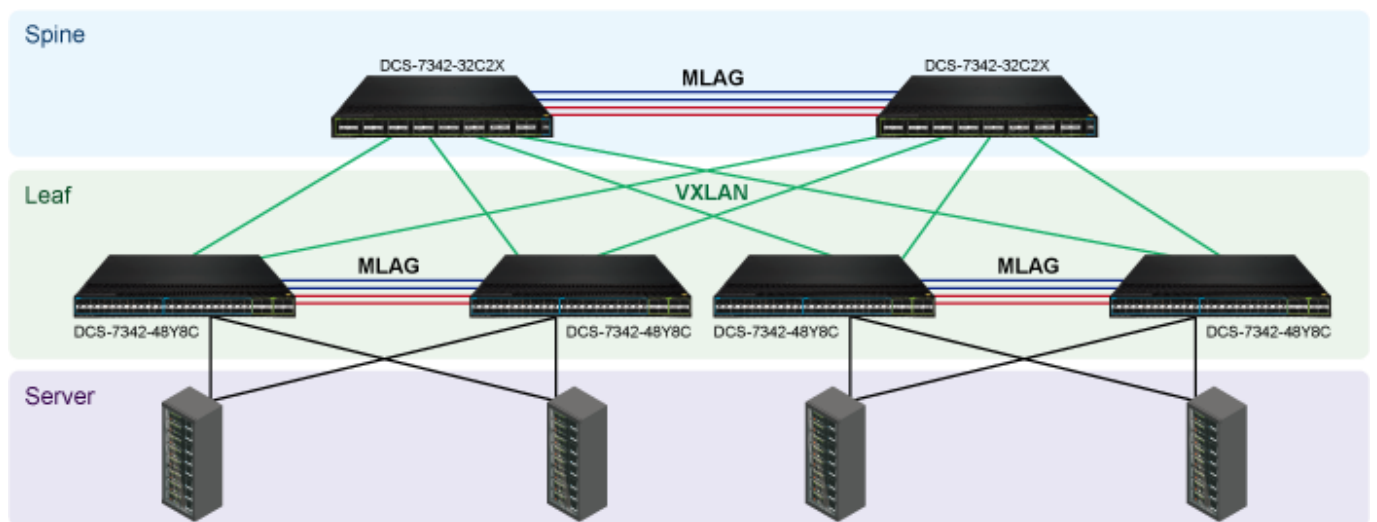 Spine
DCS-7342-32C2X
MLAG
DCS-7342-32C2X
Leaf
VXLAN
MLAG
MLAG
DCS-7342-48Y8C
DCS-7342-48Y8C
DCS-7342-48Y8C
DCS-7342-48Y8C
Server